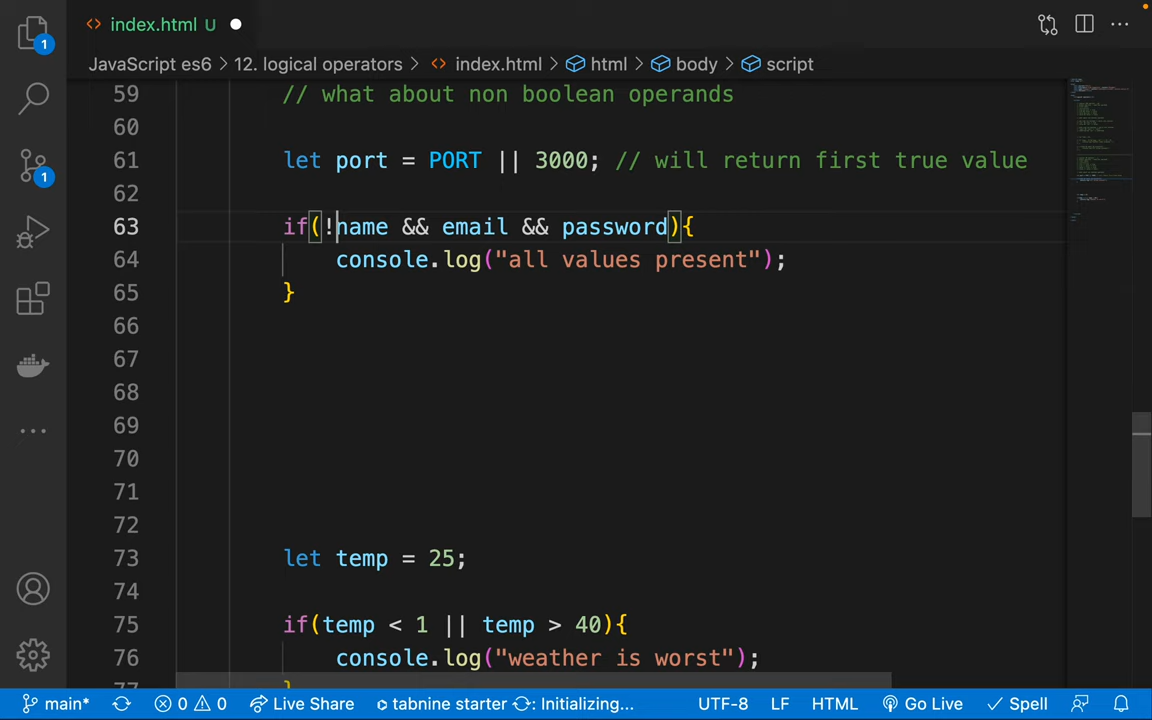 index.html U
JavaScript es6 > 12. logical operators > index.html > html > body > script
59 // what about non boolean operands
60
61 let port = PORT || 3000; // will return first true value
62
63 if(!name && email && password){
64 console.log("all values present");
65 }
66
67
68
69
70
71
72
73 let temp = 25;
74
75 if(temp < 1 || temp > 40){
76 console.log("weather is worst");
1
1
main* 0 0 Live Share tabnine starter : Initializing... UTF-8 LF HTML Go Live Spell